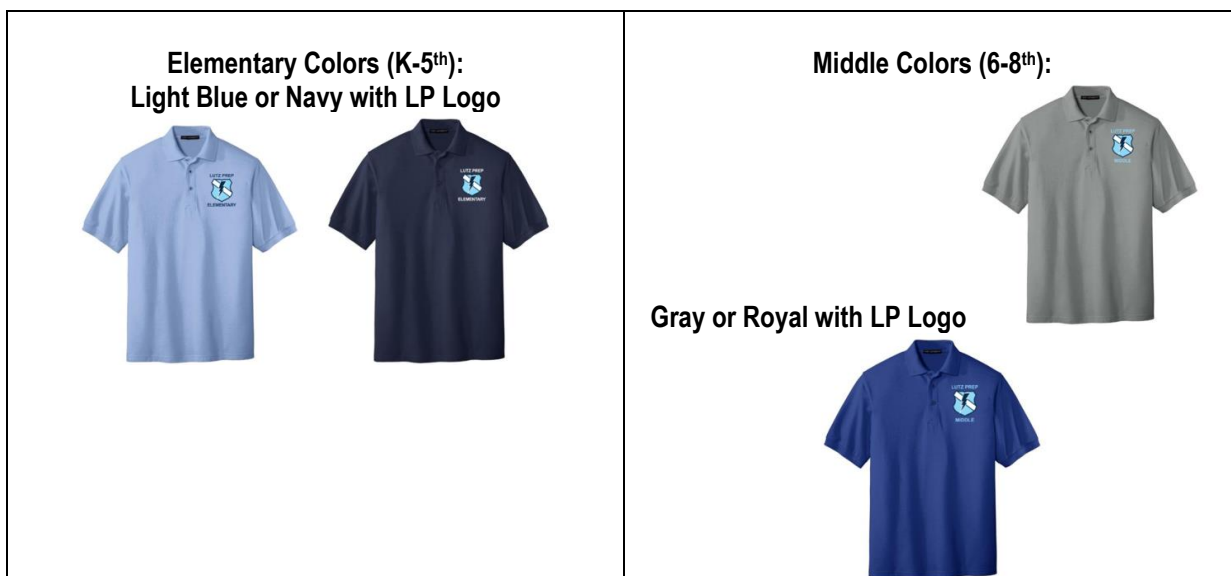 Elementary Colors (K-5th):
Light Blue or Navy with LP Logo
LUTZ PREP
ELEMENTARY
LUTZ PREP
ELEMENTARY
Middle Colors (6-8th):
LUTZ PREP
MIDDLE
Gray or Royal with LP Logo
LUTZ PREP
MIDDLE